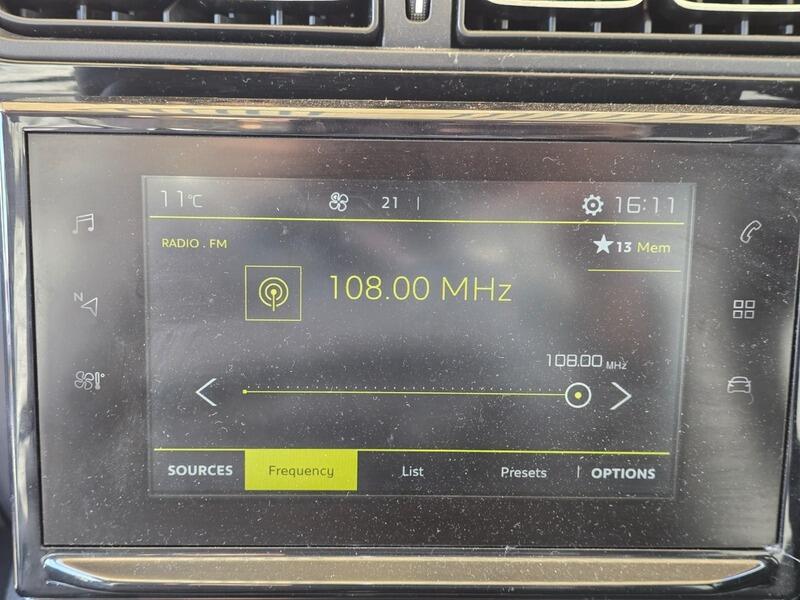 11°C 21 16:11
RADIO . FM 13 Mem
N 108.00 MHz
108.00 MHz
SOURCES Frequency List Presets OPTIONS